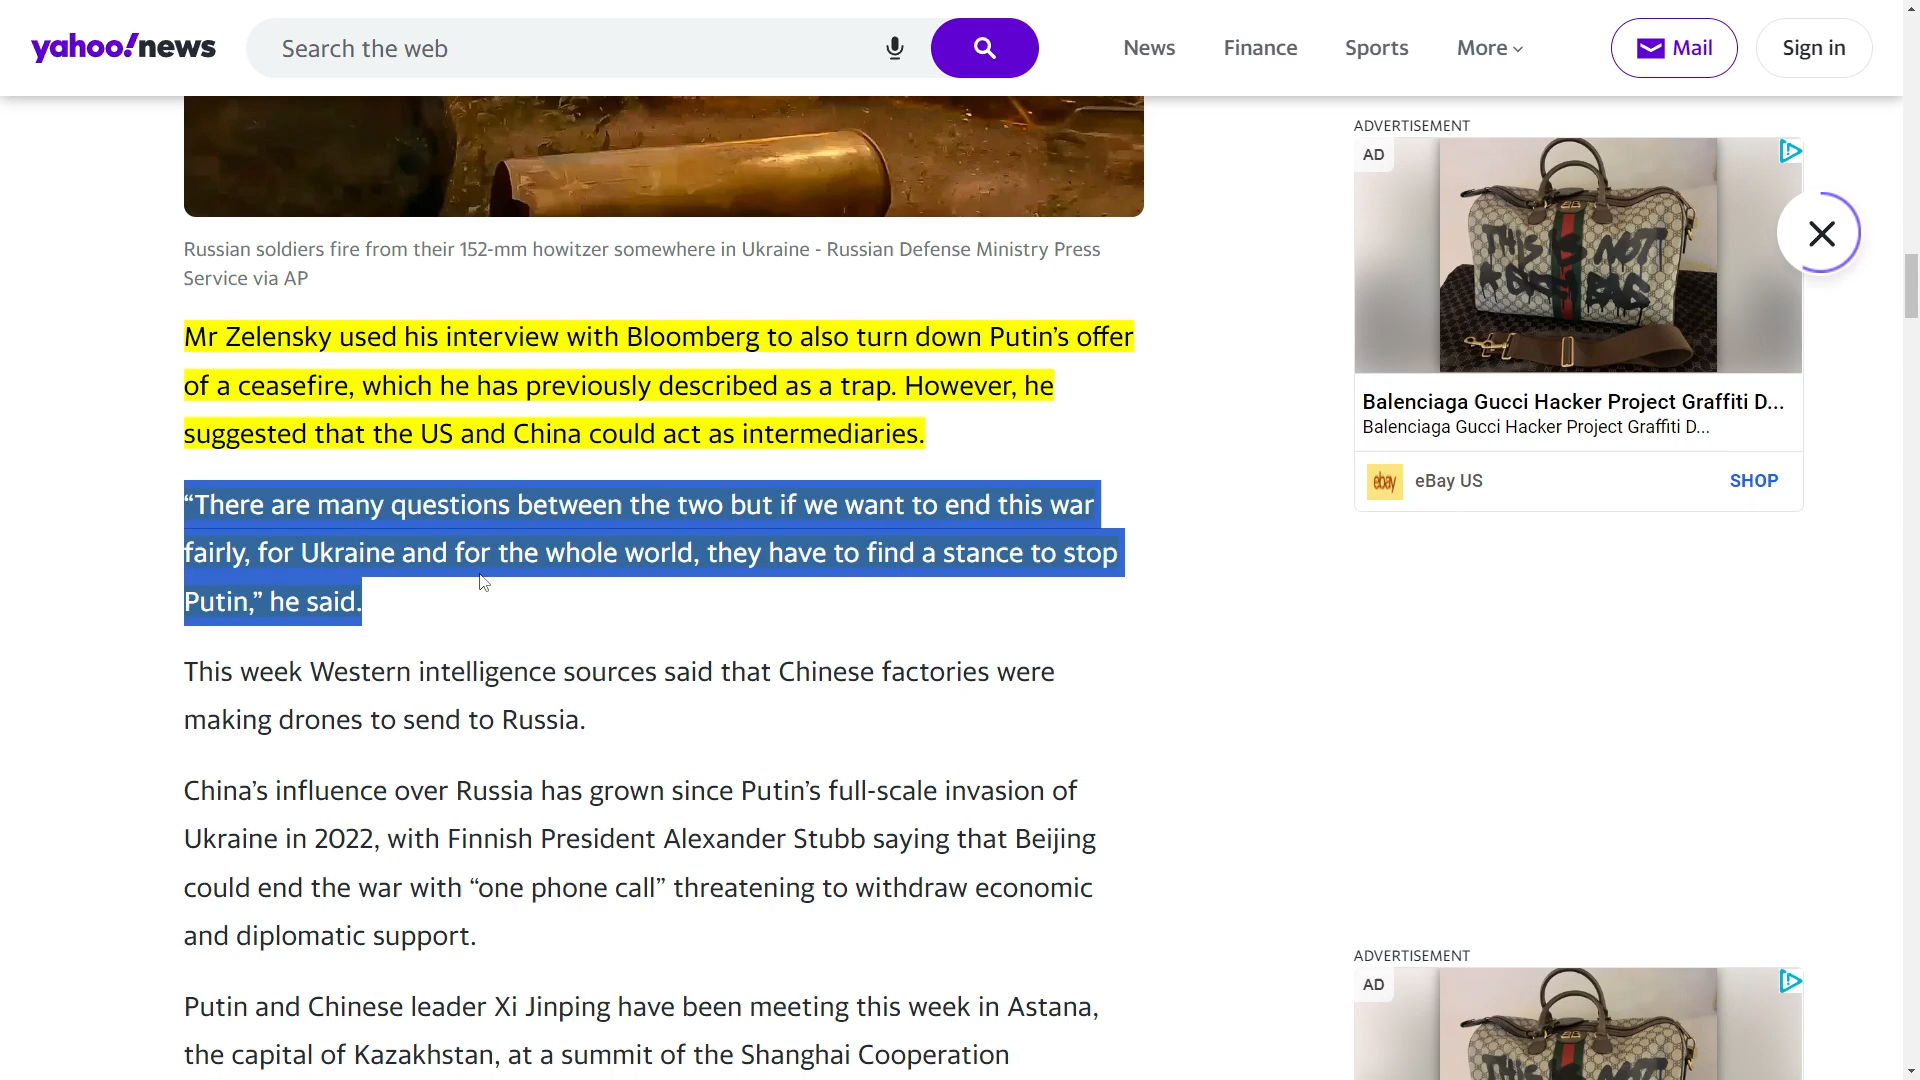 yahoo!news
Search the web
News
Finance
Sports
More
Mail
Sign in
Russian soldiers fire from their 152-mm howitzer somewhere in Ukraine - Russian Defense Ministry Press
Service via AP
Mr Zelensky used his interview with Bloomberg to also turn down Putin’s offer
of a ceasefire, which he has previously described as a trap. However, he
suggested that the US and China could act as intermediaries.
“There are many questions between the two but if we want to end this war
fairly, for Ukraine and for the whole world, they have to find a stance to stop
Putin,” he said.
This week Western intelligence sources said that Chinese factories were
making drones to send to Russia.
China’s influence over Russia has grown since Putin’s full-scale invasion of
Ukraine in 2022, with Finnish President Alexander Stubb saying that Beijing
could end the war with “one phone call” threatening to withdraw economic
and diplomatic support.
Putin and Chinese leader Xi Jinping have been meeting this week in Astana,
the capital of Kazakhstan, at a summit of the Shanghai Cooperation
ADVERTISEMENT
AD
THIS IS NOT
BAG
Balenciaga Gucci Hacker Project Graffiti D...
Balenciaga Gucci Hacker Project Graffiti D...
ebay
eBay US
SHOP
ADVERTISEMENT
AD